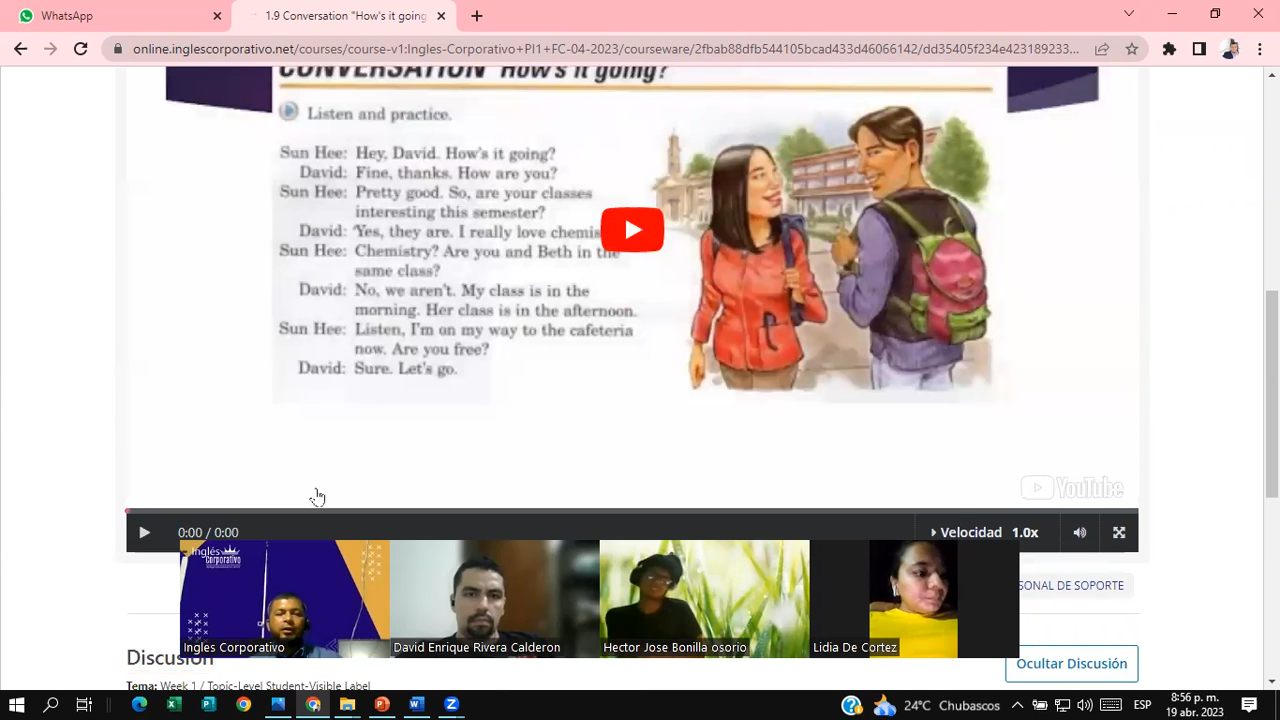 WhatsApp
1.9 Conversation "How's it going
online.inglescorporativo.net/courses/course-v1:Ingles-Corporativo+PI1+FC-04-2023/courseware/2fbab88dfb544105bcd433d46066142/pd35405f234e423189233...
CONVERSATION How's it going?
Listen and practice.
Sun Hee: Hey, David. How's it going?
David: Fine, thanks. How are you?
Sun Hee: Pretty good. So, are your classes
interesting this semester?
David: Yes, they are. I really love chemis
Sun Hee: Chemistry? Are you and Beth in the
same class?
David: No, we aren't. My class is in the
morning. Her class is in the afternoon.
Sun Hee: Listen, I'm on my way to the cafeteria
now. Are you free?
David: Sure. Let's go.
YouTube
0:00 / 0:00
Velocidad 1.0x
Inglés
corporativo
SONAL DE SOPORTE
Ingles Corporativo
David Enrique Rivera Calderon
Hector Jose Bonilla osorio
Lidia De Cortez
Discusión
Ocultar Discusión
Tema: Week 1 / Topic-Level Student-Visible Label
24°C Chubascos
ESP
8:56 p. m.
19 abr. 2023